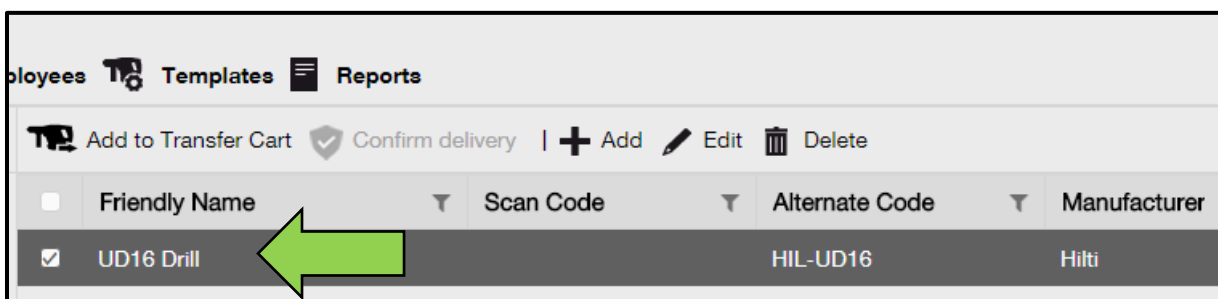 ployees Templates Reports
Add to Transfer Cart Confirm delivery | Add Edit Delete
Friendly Name Scan Code Alternate Code Manufacturer
UD16 Drill HIL-UD16 Hilti